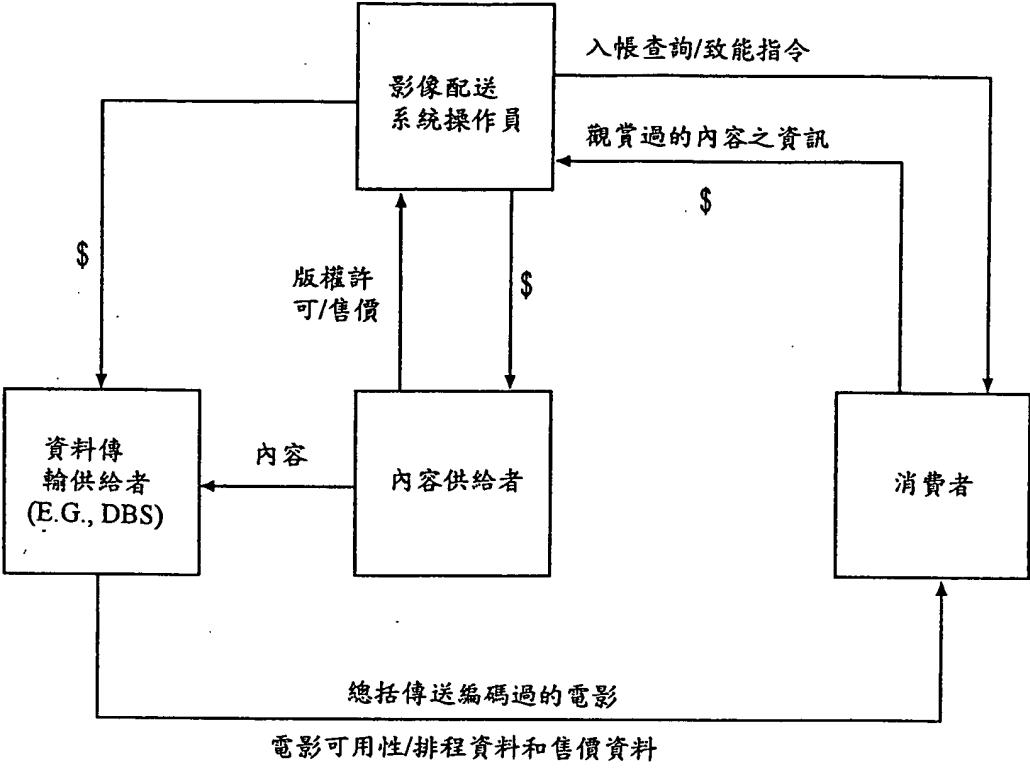 入帳查詢/致能指令
影像配送
系統操作員
觀賞過的內容之資訊
$
$
版權許
可/售價
$
資料傳
輸供給者
(E.G., DBS)
內容
內容供給者
消費者
總括傳送編碼過的電影
電影可用性/排程資料和售價資料